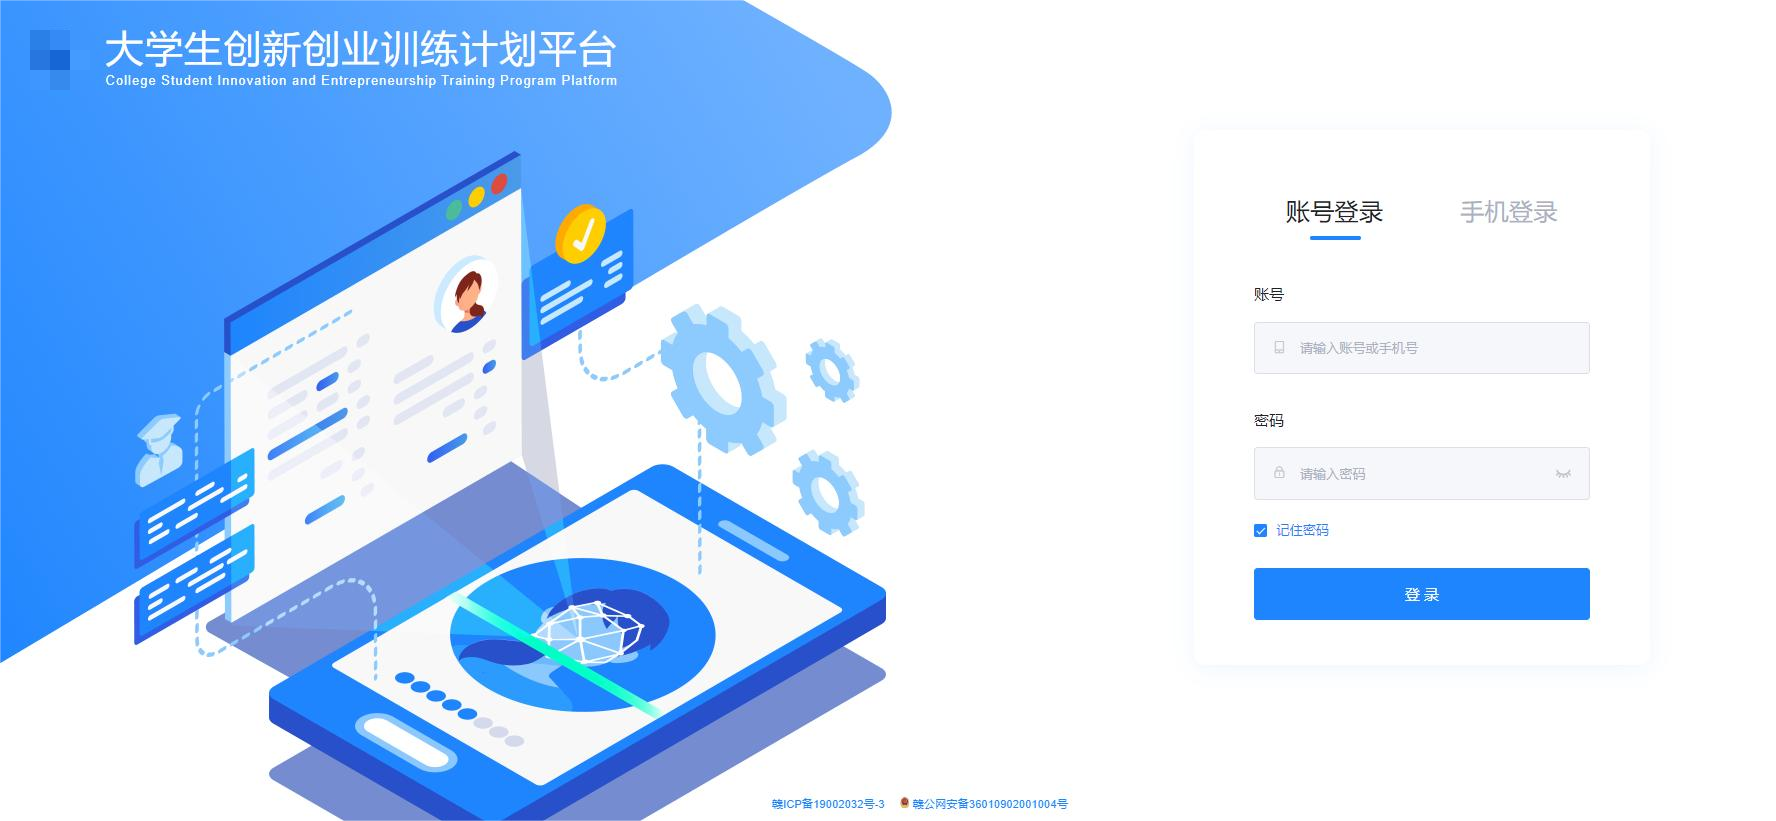 大学生创新创业训练计划平台
College Student Innovation and Entrepreneurship Training Program Platform
账号登录
手机登录
账号
请输入账号或手机号
密码
请输入密码
记住密码
登录
赣ICP备19002032号-3 赣公网安备36010902001004号